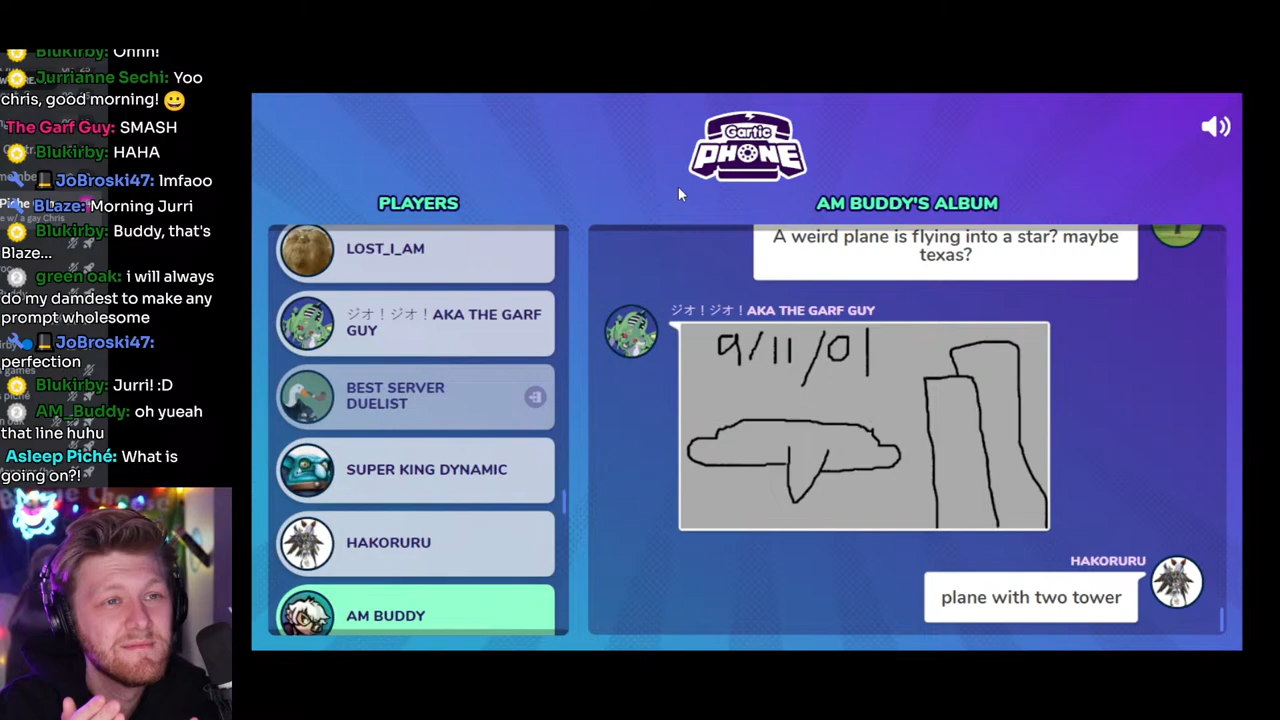 Blukirby: Ohhh!
Jurrianne Sechi: Yoo
chris, good morning! 😀
The Garf Guy: SMASH
Blukirby: HAHA
JoBroski47: lmfaoo
BLaze: Morning Jurri
Blukirby: Buddy, that's
Blaze...
green oak: i will always
do my damdest to make any
prompt wholesome
JoBroski47:
perfection
Blukirby: Jurri! :D
AM_Buddy: oh yueah
that line huhu
Asleep Piché: What is
going on?!
Gartic
PHONE
PLAYERS
LOST_I_AM
ジオ！ジオ！AKA THE GARF
GUY
BEST SERVER
DUELIST
SUPER KING DYNAMIC
HAKORURU
AM BUDDY
AM BUDDY'S ALBUM
A weird plane is flying into a star? maybe
texas?
ジオ！ジオ！AKA THE GARF GUY
9/11/01
HAKORURU
plane with two tower